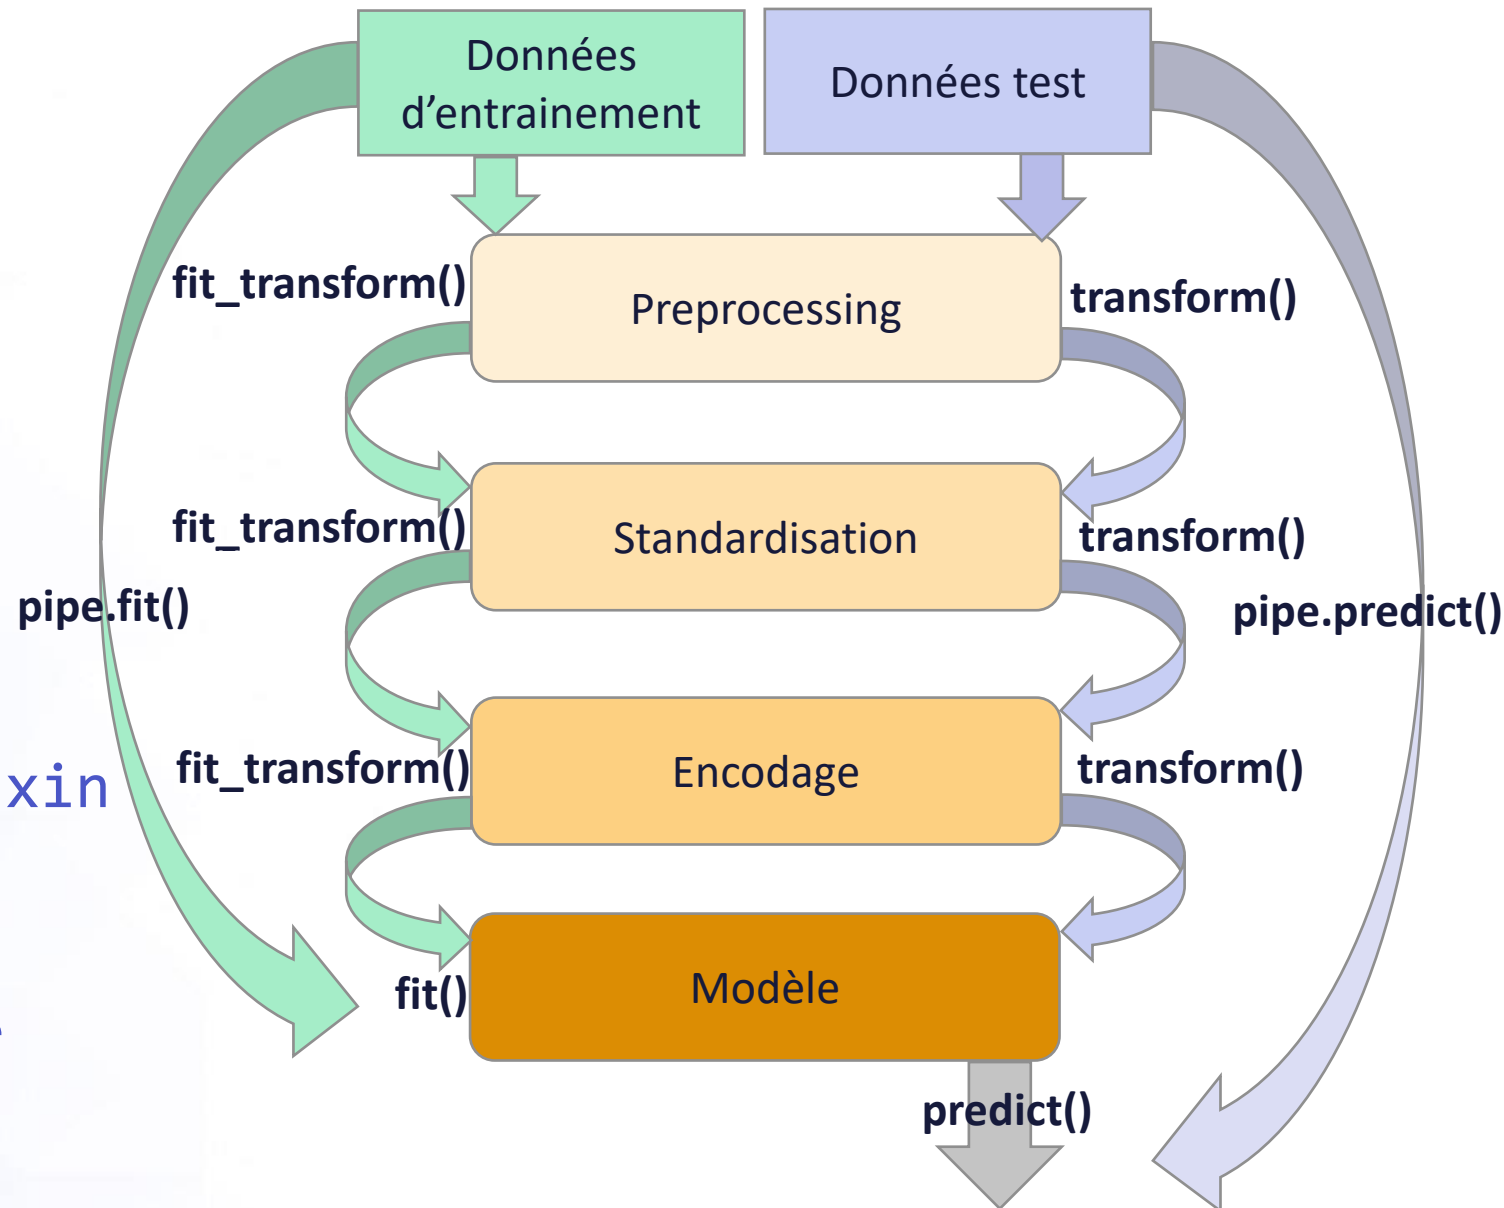 Données
d'entrainement
Données test
fit_transform()
Preprocessing
transform()
fit_transform()
Standardisation
transform()
pipe.fit()
pipe.predict()
fit_transform()
Encodage
transform()
xin
fit()
Modèle
predict()